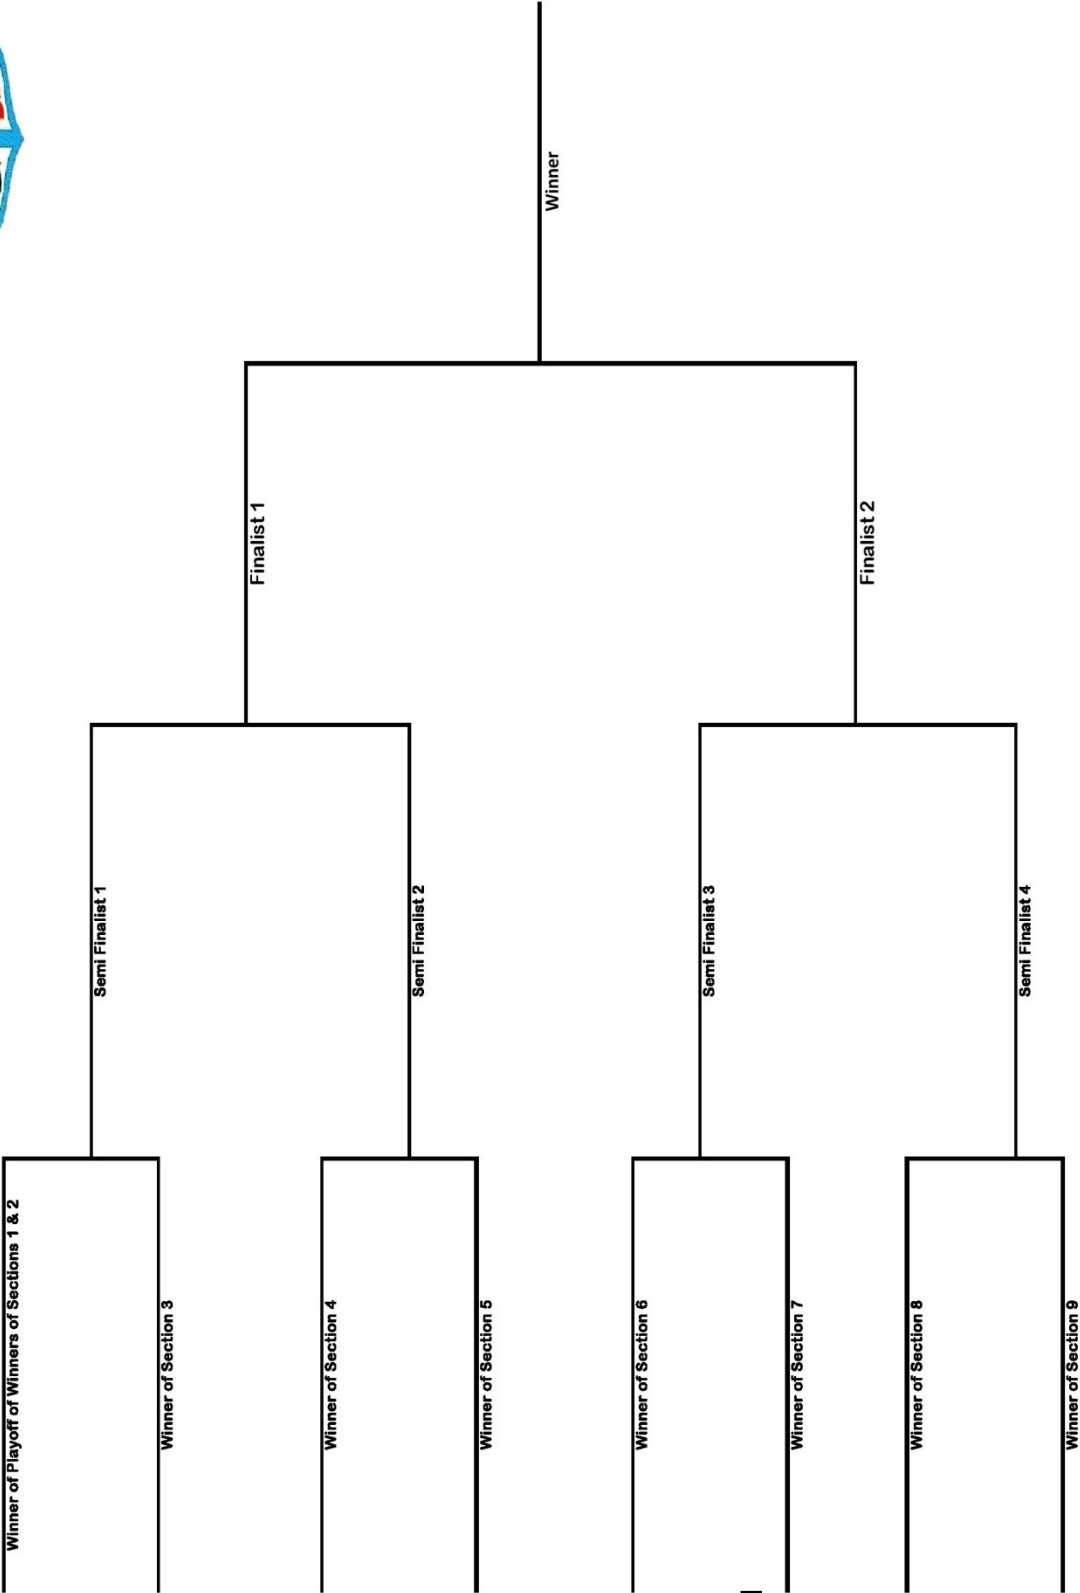 Winner
Finalist 1
Finalist 2
Semi Finalist 1
Semi Finalist 2
Semi Finalist 3
Semi Finalist 4
Winner of Playoff of Winners of Sections 1 & 2
Winner of Section 3
Winner of Section 4
Winner of Section 5
Winner of Section 6
Winner of Section 7
Winner of Section 8
Winner of Section 9